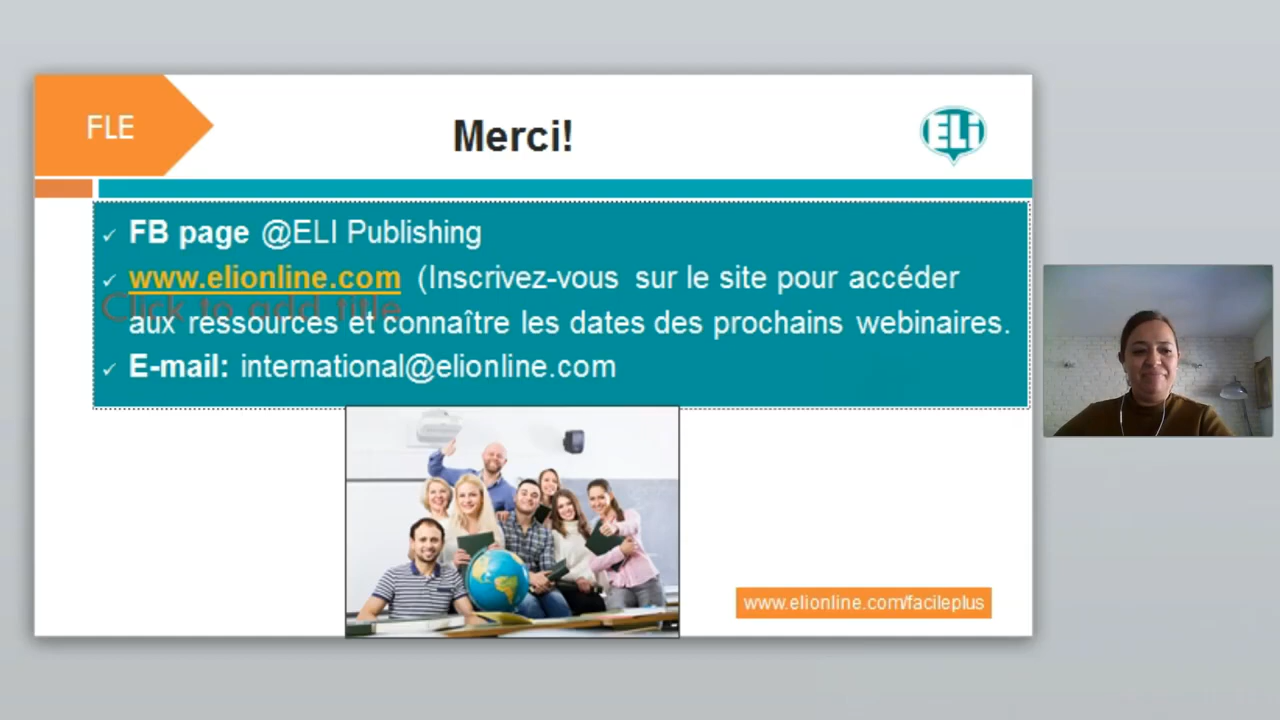 FLE
Merci!
ELi
✓ FB page @ELI Publishing
✓ www.elionline.com (Inscrivez-vous sur le site pour accéder
Click to add title
aux ressources et connaître les dates des prochains webinaires.
✓ E-mail: international@elionline.com
www.elionline.com/facileplus